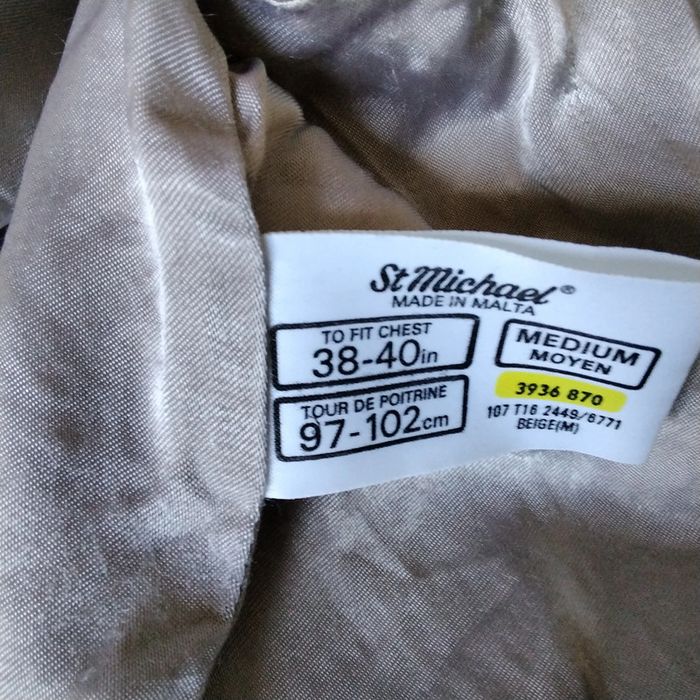 St Michael®
MADE IN MALTA
TO FIT CHEST
38-40in
TOUR DE POITRINE
97-102cm
MEDIUM
MOYEN
3936 870
107 T16 2449/6771
BEIGE(M)